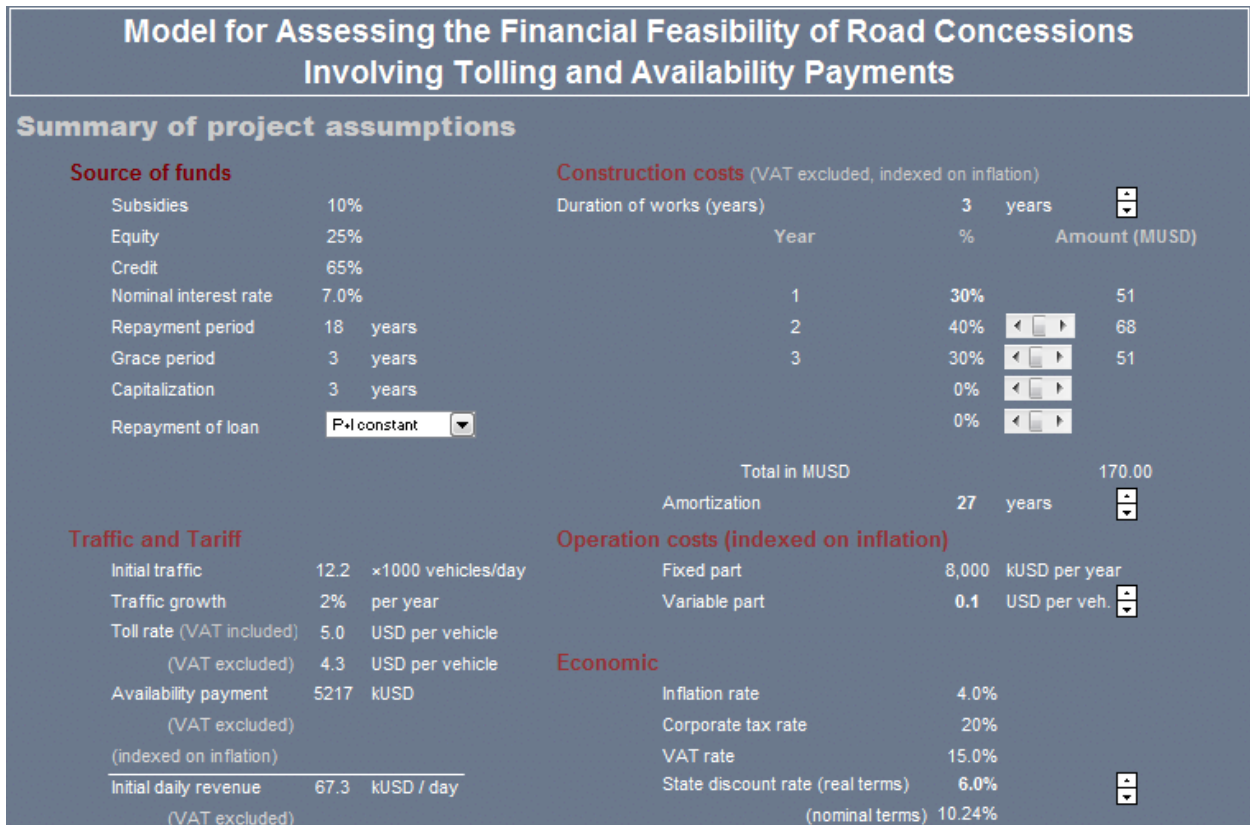 Model for Assessing the Financial Feasibility of Road Concessions
Involving Tolling and Availability Payments
Summary of project assumptions
Source of funds
Subsidies 10%
Equity 25%
Credit 65%
Nominal interest rate 7.0%
Repayment period 18 years
Grace period 3 years
Capitalization 3 years
Repayment of loan P+I constant
Construction costs (VAT excluded, indexed on inflation)
Duration of works (years) 3 years
Year % Amount (MUSD)
1 30% 51
2 40% 68
3 30% 51
0%
0%
Total in MUSD 170.00
Amortization 27 years
Traffic and Tariff
Initial traffic 12.2 ×1000 vehicles/day
Traffic growth 2% per year
Toll rate (VAT included) 5.0 USD per vehicle
(VAT excluded) 4.3 USD per vehicle
Availability payment 5217 kUSD
(VAT excluded)
(indexed on inflation)
Initial daily revenue 67.3 kUSD / day
(VAT excluded)
Operation costs (indexed on inflation)
Fixed part 8,000 kUSD per year
Variable part 0.1 USD per veh.
Economic
Inflation rate 4.0%
Corporate tax rate 20%
VAT rate 15.0%
State discount rate (real terms) 6.0%
(nominal terms) 10.24%